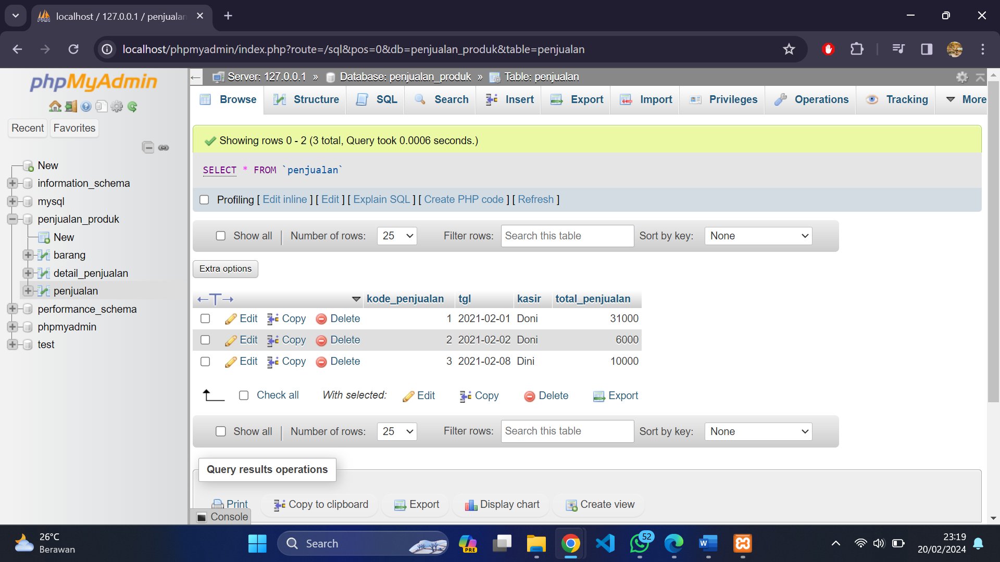 localhost / 127.0.0.1 / penjualan
localhost/phpmyadmin/index.php?route=/sql&pos=0&db=penjualan_produk&table=penjualan
phpMyAdmin
Recent Favorites
New
information_schema
mysql
penjualan_produk
New
barang
detail_penjualan
penjualan
performance_schema
phpmyadmin
test
Server: 127.0.0.1 » Database: penjualan_produk » Table: penjualan
Browse Structure SQL Search Insert Export Import Privileges Operations Tracking More
Showing rows 0 - 2 (3 total, Query took 0.0006 seconds.)
SELECT * FROM `penjualan`
Profiling [ Edit inline ] [ Edit ] [ Explain SQL ] [ Create PHP code ] [ Refresh ]
Show all Number of rows: 25 Filter rows: Search this table Sort by key: None
Extra options
kode_penjualan tgl kasir total_penjualan
Edit Copy Delete 1 2021-02-01 Doni 31000
Edit Copy Delete 2 2021-02-02 Doni 6000
Edit Copy Delete 3 2021-02-08 Dini 10000
Check all With selected: Edit Copy Delete Export
Show all Number of rows: 25 Filter rows: Search this table Sort by key: None
Query results operations
Print Copy to clipboard Export Display chart Create view
Console
26°C
Berawan
Search
PRE
52
W
23:19
20/02/2024